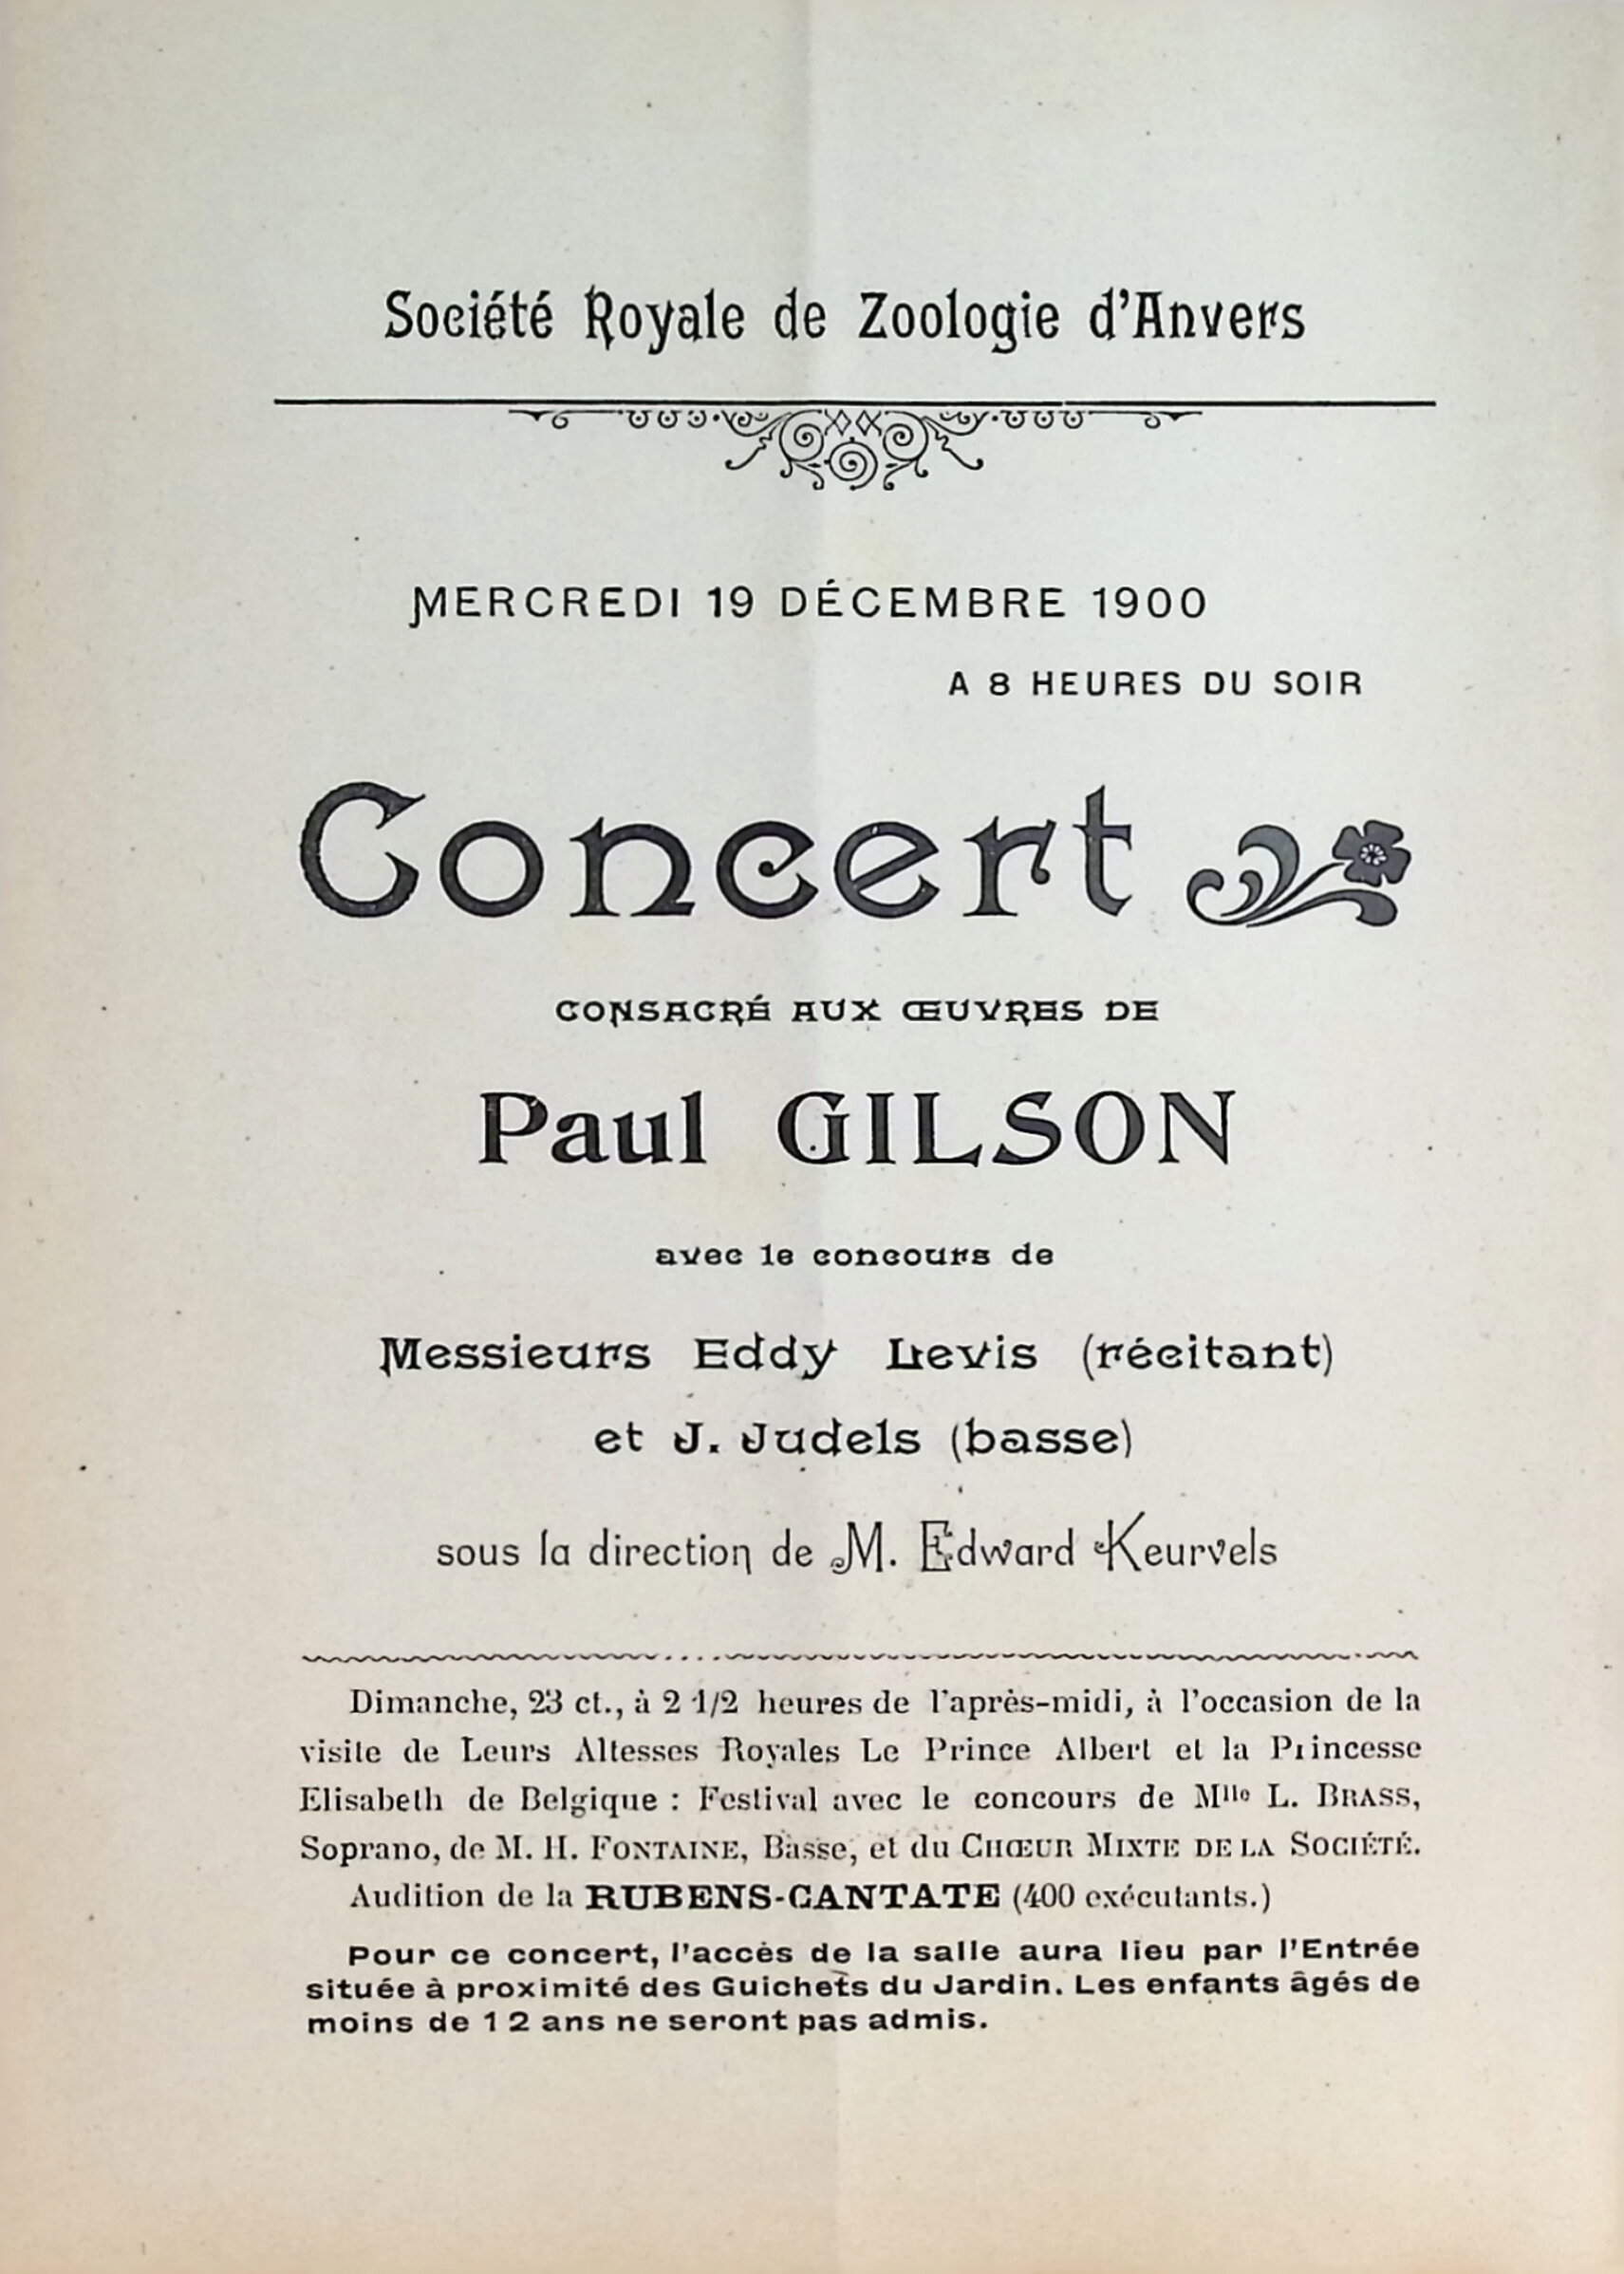 Société Royale de Zoologie d'Anvers
MERCREDI 19 DÉCEMBRE 1900
A 8 HEURES DU SOIR
Concert
CONSACRÉ AUX ŒUVRES DE
Paul GILSON
avec le concours de
Messieurs Eddy Levis (récitant)
et J. Judels (basse)
sous la direction de M. Edward Keurvels
Dimanche, 23 ct., à 2 1/2 heures de l'après-midi, à l'occasion de la
visite de Leurs Altesses Royales Le Prince Albert et la Princesse
Elisabeth de Belgique : Festival avec le concours de Mlle L. BRASS,
Soprano, de M. H. FONTAINE, Basse, et du CHŒUR MIXTE DE LA SOCIÉTÉ.
Audition de la RUBENS-CANTATE (400 exécutants.)
Pour ce concert, l'accès de la salle aura lieu par l'Entrée
située à proximité des Guichets du Jardin. Les enfants âgés de
moins de 12 ans ne seront pas admis.